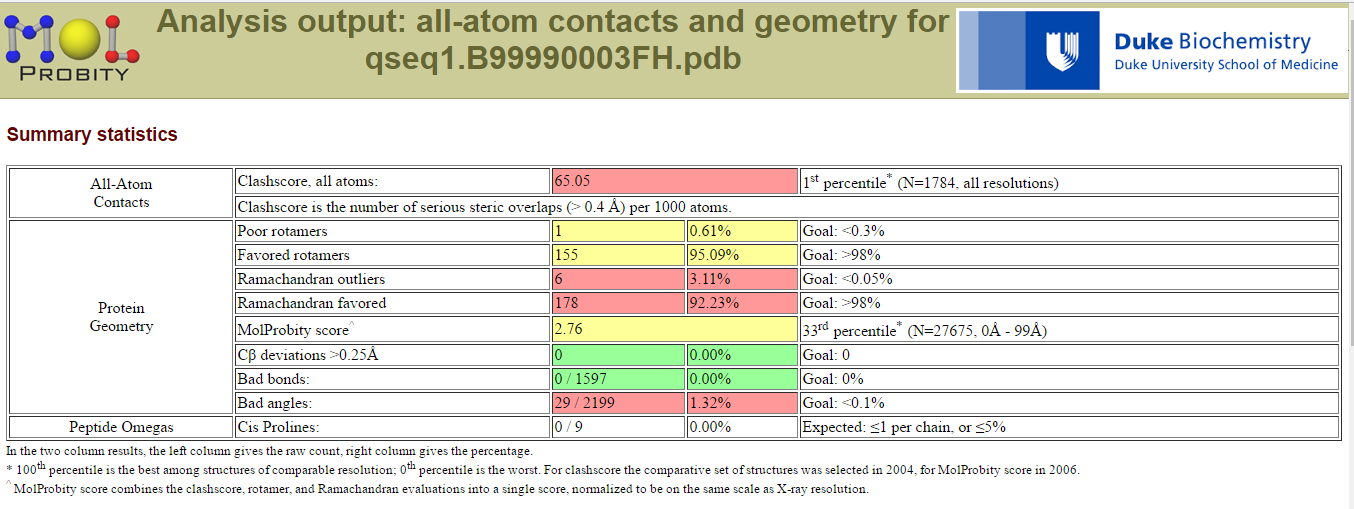 MOL
PROBITY
Analysis output: all-atom contacts and geometry for
qseq1.B99990003FH.pdb
Duke Biochemistry
Duke University School of Medicine
Summary statistics
All-Atom
Contacts
Clashscore, all atoms: 65.05 1st percentile* (N=1784, all resolutions)
Clashscore is the number of serious steric overlaps (> 0.4 Å) per 1000 atoms.
Protein
Geometry
Poor rotamers 1 0.61% Goal: <0.3%
Favored rotamers 155 95.09% Goal: >98%
Ramachandran outliers 6 3.11% Goal: <0.05%
Ramachandran favored 178 92.23% Goal: >98%
MolProbity score^ 2.76 33rd percentile* (N=27675, 0Å - 99Å)
Cβ deviations >0.25Å 0 0.00% Goal: 0
Bad bonds: 0 / 1597 0.00% Goal: 0%
Bad angles: 29 / 2199 1.32% Goal: <0.1%
Peptide Omegas Cis Prolines: 0 / 9 0.00% Expected: ≤1 per chain, or ≤5%
In the two column results, the left column gives the raw count, right column gives the percentage.
* 100th percentile is the best among structures of comparable resolution; 0th percentile is the worst. For clashscore the comparative set of structures was selected in 2004, for MolProbity score in 2006.
^ MolProbity score combines the clashscore, rotamer, and Ramachandran evaluations into a single score, normalized to be on the same scale as X-ray resolution.